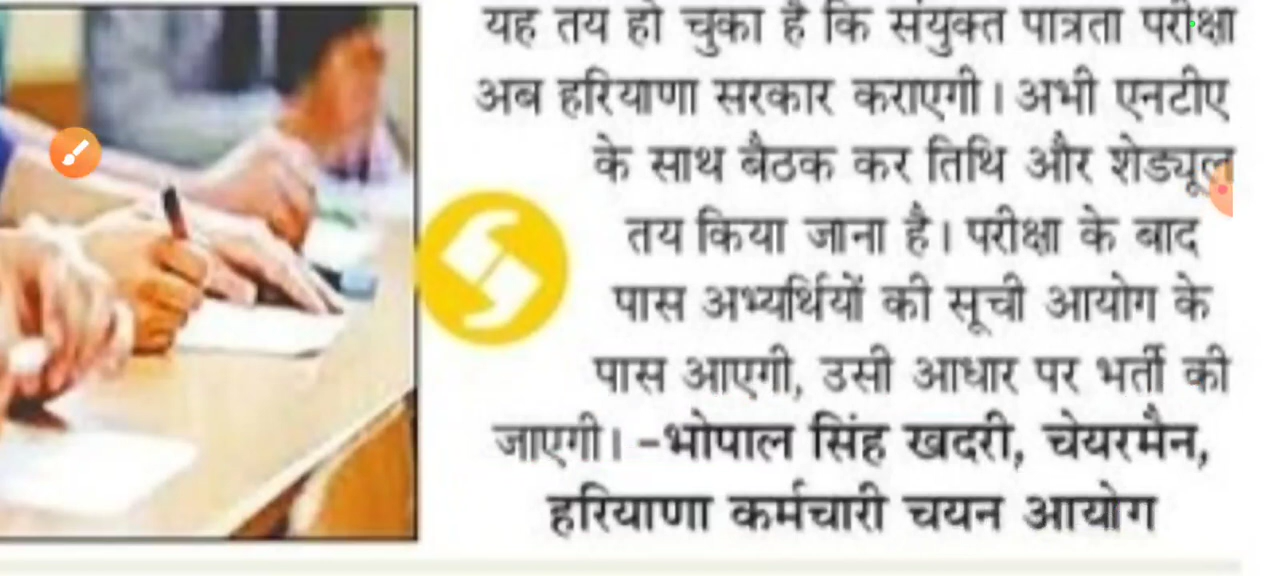 यह तय हो चुका है कि संयुक्त पात्रता परीक्षा
अब हरियाणा सरकार कराएगी। अभी एनटीए
के साथ बैठक कर तिथि और शेड्यूल
तय किया जाना है। परीक्षा के बाद
पास अभ्यर्थियों की सूची आयोग के
पास आएगी, उसी आधार पर भर्ती की
जाएगी। -भोपाल सिंह खदरी, चेयरमैन,
हरियाणा कर्मचारी चयन आयोग